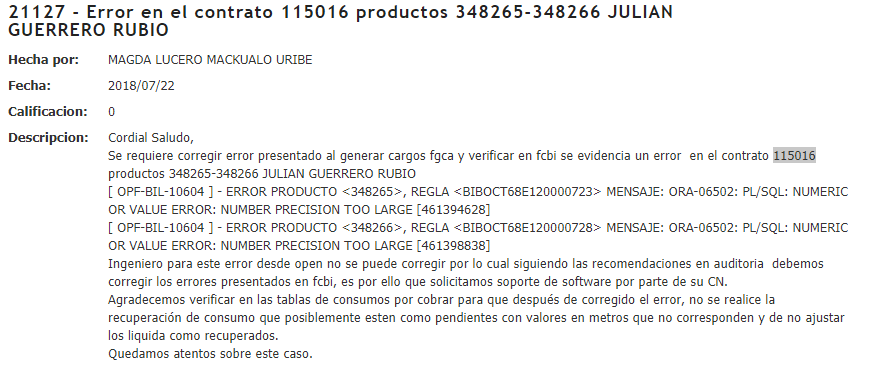 21127 - Error en el contrato 115016 productos 348265-348266 JULIAN
GUERRERO RUBIO
Hecha por: MAGDA LUCERO MACKUALO URIBE
Fecha: 2018/07/22
Calificacion: 0
Descripcion: Cordial Saludo,
Se requiere corregir error presentado al generar cargos fgca y verificar en fcbi se evidencia un error  en el contrato 115016
productos 348265-348266 JULIAN GUERRERO RUBIO
[ OPF-BIL-10604 ] - ERROR PRODUCTO <348265>, REGLA <BIBOCT68E120000723> MENSAJE: ORA-06502: PL/SQL: NUMERIC
OR VALUE ERROR: NUMBER PRECISION TOO LARGE [461394628]
[ OPF-BIL-10604 ] - ERROR PRODUCTO <348266>, REGLA <BIBOCT68E120000728> MENSAJE: ORA-06502: PL/SQL: NUMERIC
OR VALUE ERROR: NUMBER PRECISION TOO LARGE [461398838]
Ingeniero para este error desde open no se puede corregir por lo cual siguiendo las recomendaciones en auditoria  debemos
corregir los errores presentados en fcbi, es por ello que solicitamos soporte de software por parte de su CN.
Agradecemos verificar en las tablas de consumos por cobrar para que después de corregido el error, no se realice la
recuperación de consumo que posiblemente esten como pendientes con valores en metros que no corresponden y de no ajustar
los liquida como recuperados.
Quedamos atentos sobre este caso.